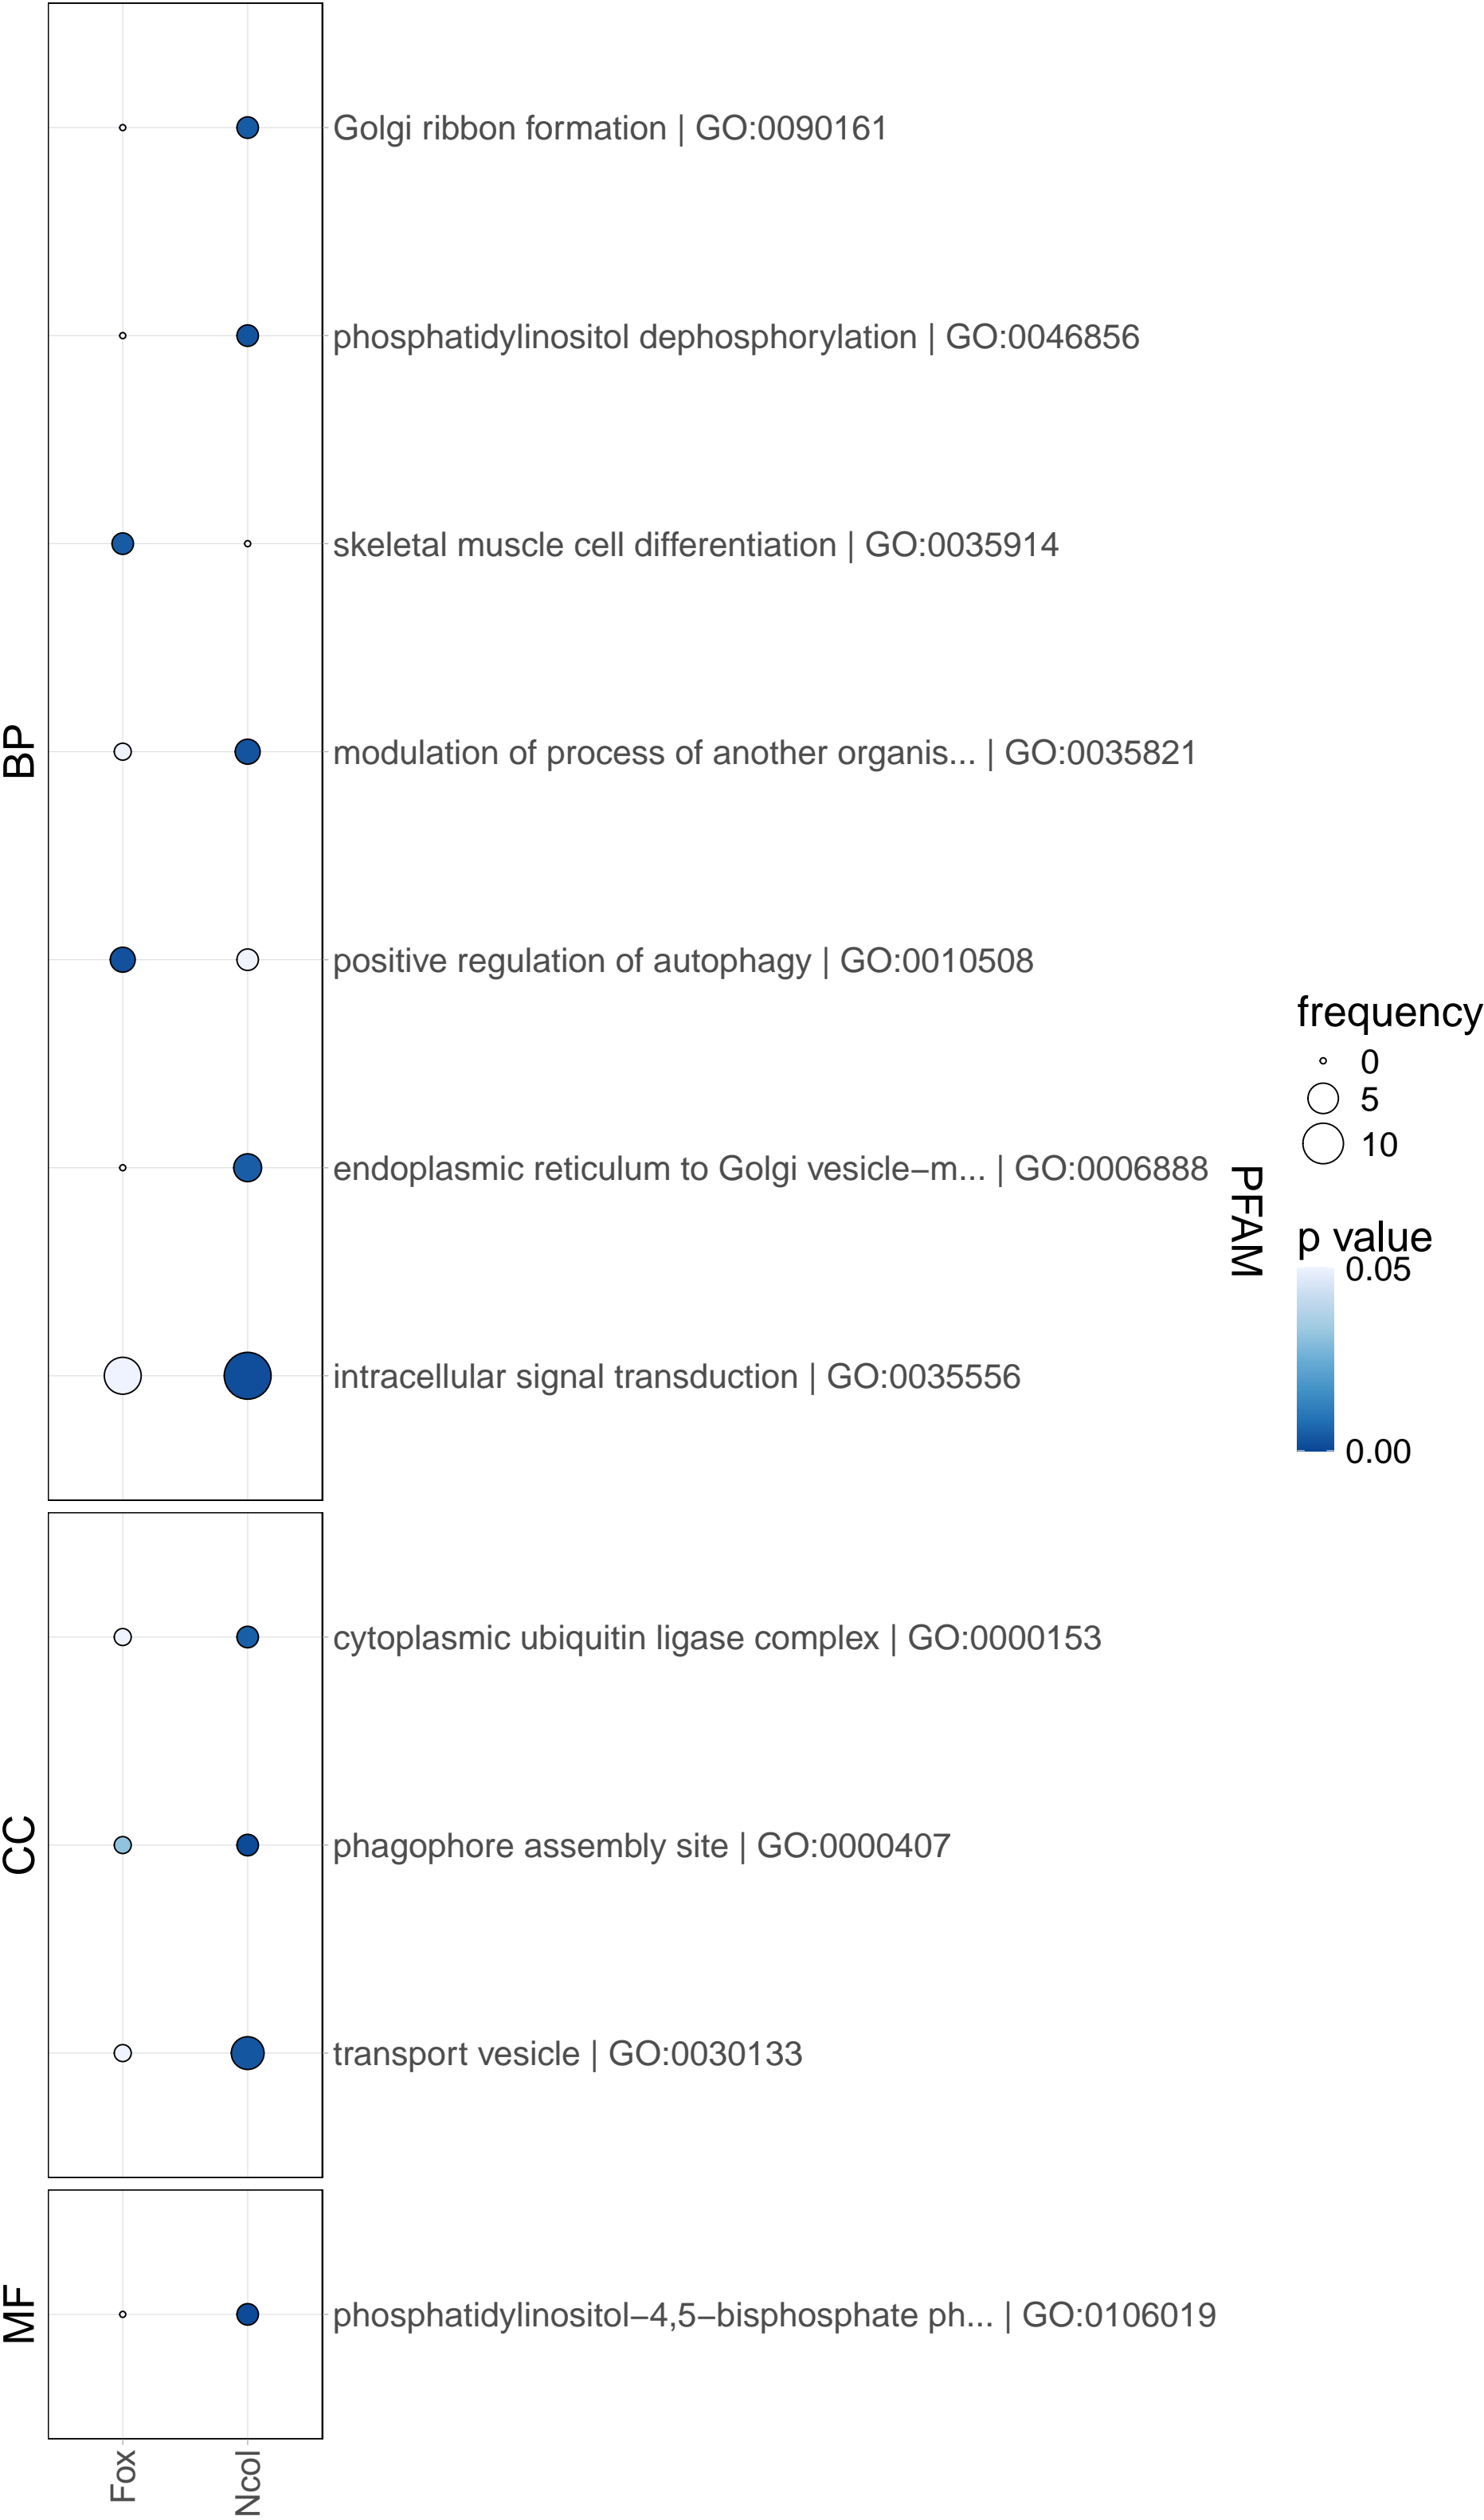 BP
Golgi ribbon formation | GO:0090161
phosphatidylinositol dephosphorylation | GO:0046856
skeletal muscle cell differentiation | GO:0035914
modulation of process of another organis... | GO:0035821
positive regulation of autophagy | GO:0010508
endoplasmic reticulum to Golgi vesicle−m... | GO:0006888
intracellular signal transduction | GO:0035556
CC
cytoplasmic ubiquitin ligase complex | GO:0000153
phagophore assembly site | GO:0000407
transport vesicle | GO:0030133
MF
phosphatidylinositol−4,5−bisphosphate ph... | GO:0106019
Fox
Ncol
PFAM
frequency
0
5
10
p value
0.05
0.00